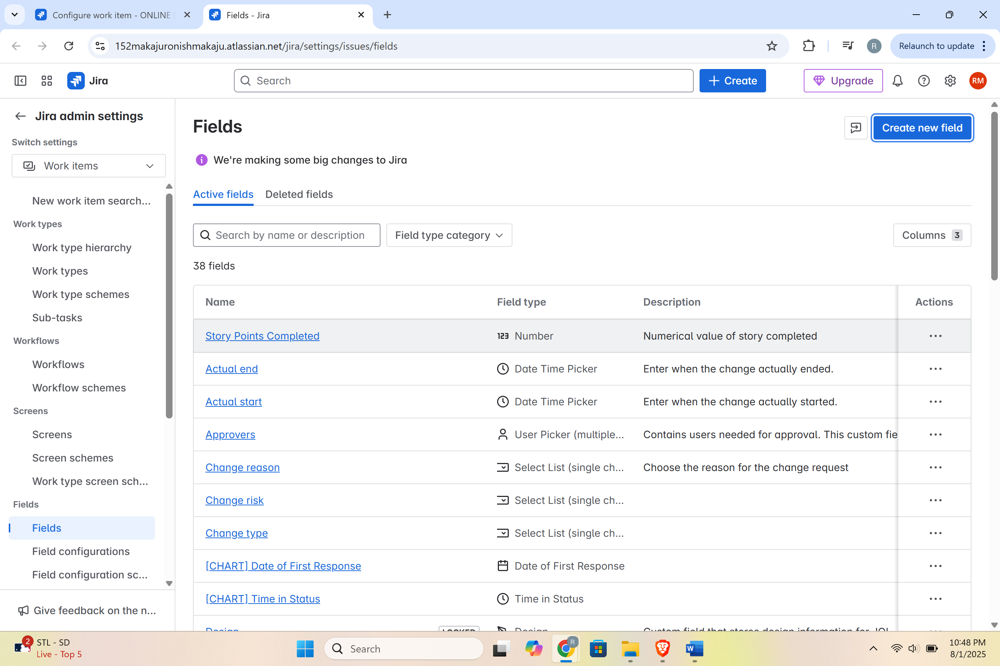 Configure work item - ONLINE
Fields - Jira
152makajuronishmakaju.atlassian.net/jira/settings/issues/fields
R
Relaunch to update
Jira
Search
Create
Upgrade
RM
Jira admin settings
Switch settings
Work items
New work item search...
Work types
Work type hierarchy
Work types
Work type schemes
Sub-tasks
Workflows
Workflows
Workflow schemes
Screens
Screens
Screen schemes
Work type screen sch...
Fields
Fields
Field configurations
Field configuration sc...
Give feedback on the n...
Fields
Create new field
We're making some big changes to Jira
Active fields Deleted fields
Search by name or description
Field type category
Columns 3
38 fields
Name Field type Description Actions
Story Points Completed 123 Number Numerical value of story completed
Actual end Date Time Picker Enter when the change actually ended.
Actual start Date Time Picker Enter when the change actually started.
Approvers User Picker (multiple... Contains users needed for approval. This custom fie
Change reason Select List (single ch... Choose the reason for the change request
Change risk Select List (single ch...
Change type Select List (single ch...
[CHART] Date of First Response Date of First Response
[CHART] Time in Status Time in Status
Design LOCKED Design Custom field that stores design information for JQL
2
STL - SD
Live - Top 5
Search
R
W
10:48 PM
8/1/2025